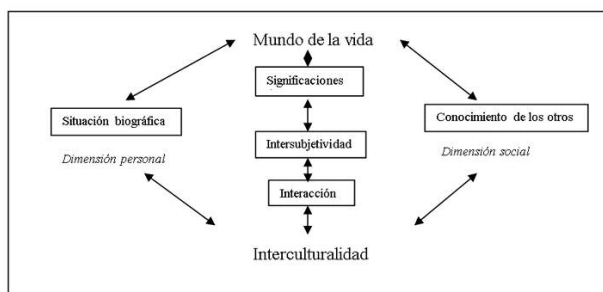 Mundo de la vida
Significaciones
Situación biográfica
Conocimiento de los otros
Intersubjetividad
Dimensión personal
Dimensión social
Interacción
Interculturalidad